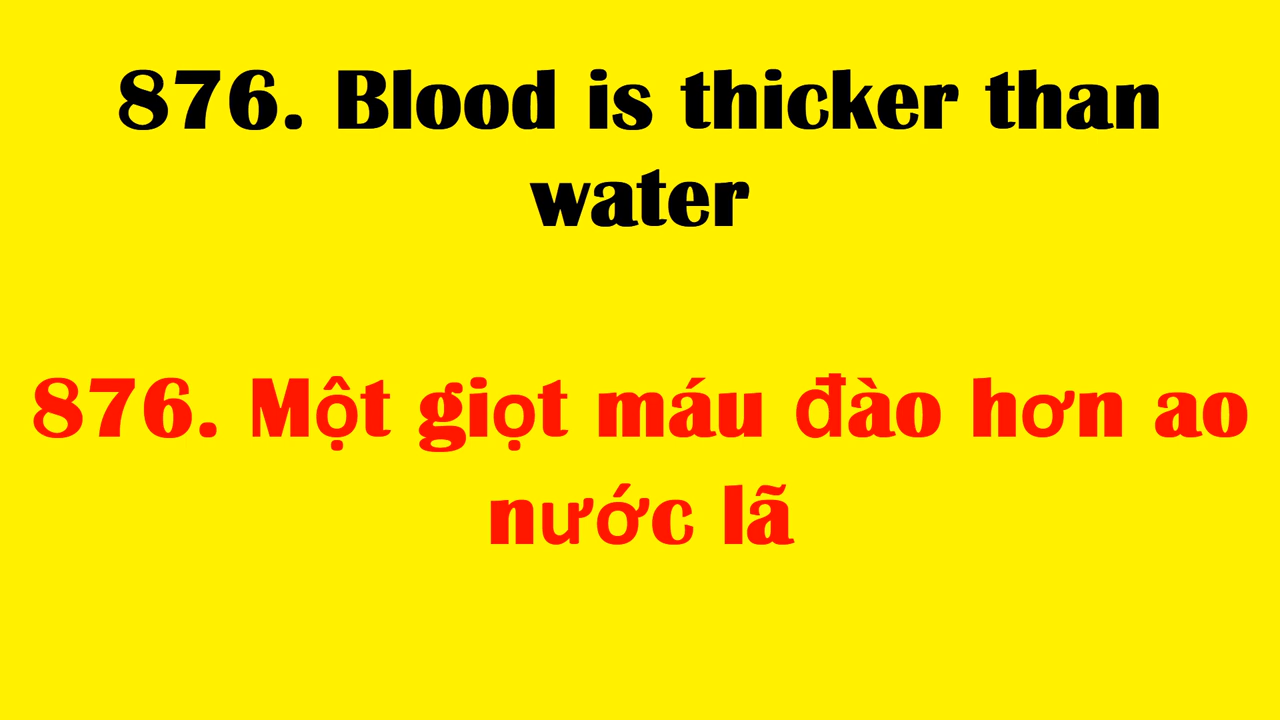 876. Blood is thicker than
water
876. Một giọt máu đào hơn ao
nước lã